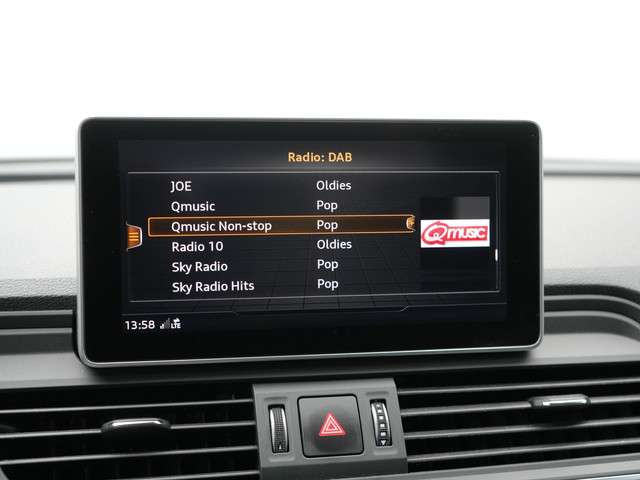 Radio: DAB
JOE Oldies
Qmusic Pop
Qmusic Non-stop Pop
Qmusic
Radio 10 Oldies
Sky Radio Pop
Sky Radio Hits Pop
13:58 LTE